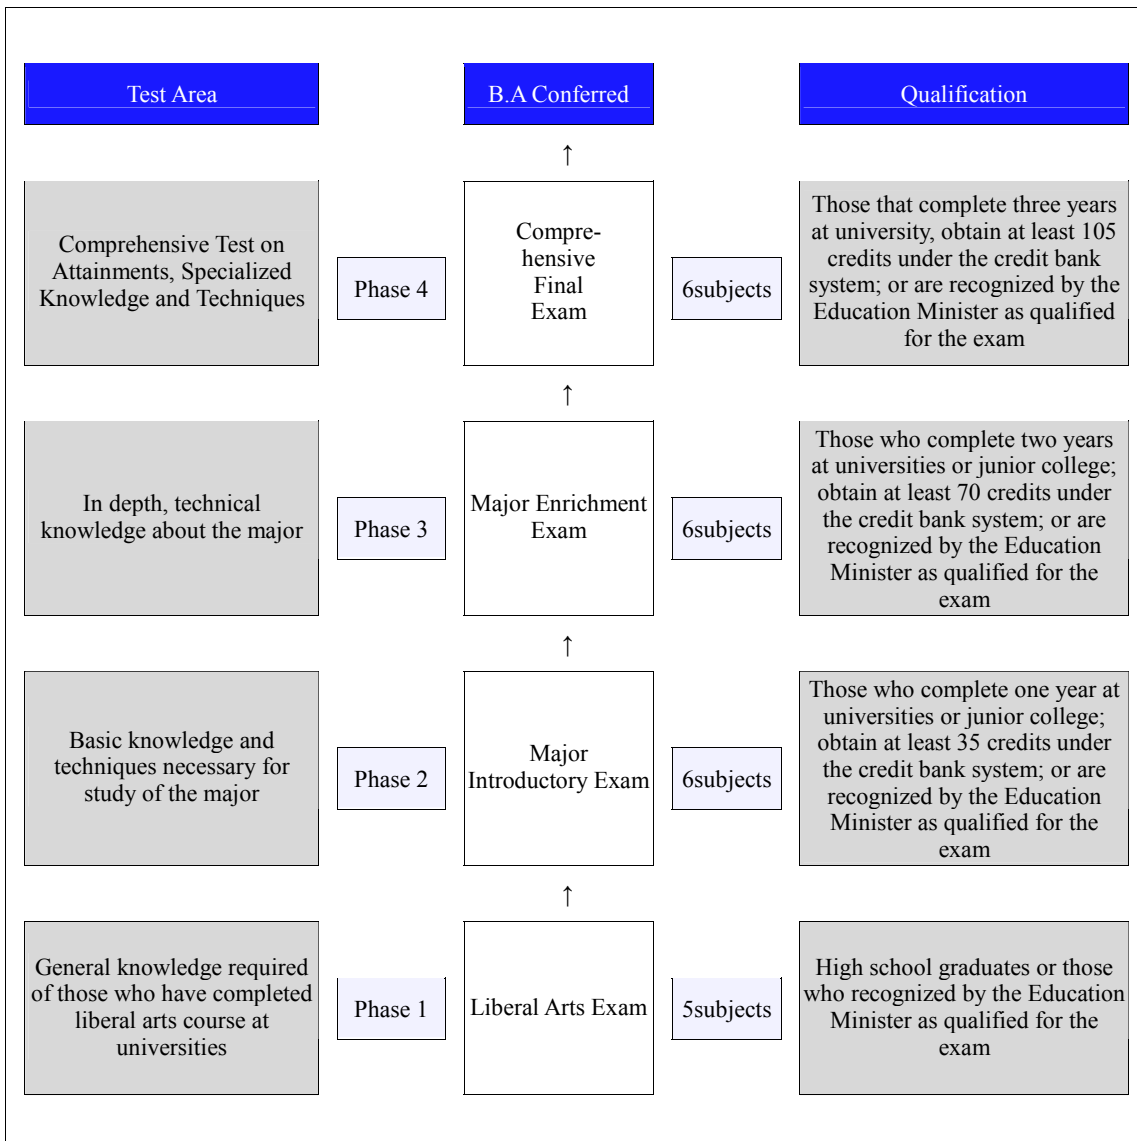 Test Area
B.A Conferred
Qualification
↑
Comprehensive Test on
Attainments, Specialized
Knowledge and Techniques
Phase 4
Compre-
hensive
Final
Exam
6subjects
Those that complete three years
at university, obtain at least 105
credits under the credit bank
system; or are recognized by the
Education Minister as qualified
for the exam
↑
In depth, technical
knowledge about the major
Phase 3
Major Enrichment
Exam
6subjects
Those who complete two years
at universities or junior college;
obtain at least 70 credits under
the credit bank system; or are
recognized by the Education
Minister as qualified for the
exam
↑
Basic knowledge and
techniques necessary for
study of the major
Phase 2
Major
Introductory Exam
6subjects
Those who complete one year at
universities or junior college;
obtain at least 35 credits under
the credit bank system; or are
recognized by the Education
Minister as qualified for the
exam
↑
General knowledge required
of those who have completed
liberal arts course at
universities
Phase 1
Liberal Arts Exam
5subjects
High school graduates or those
who recognized by the Education
Minister as qualified for the
exam